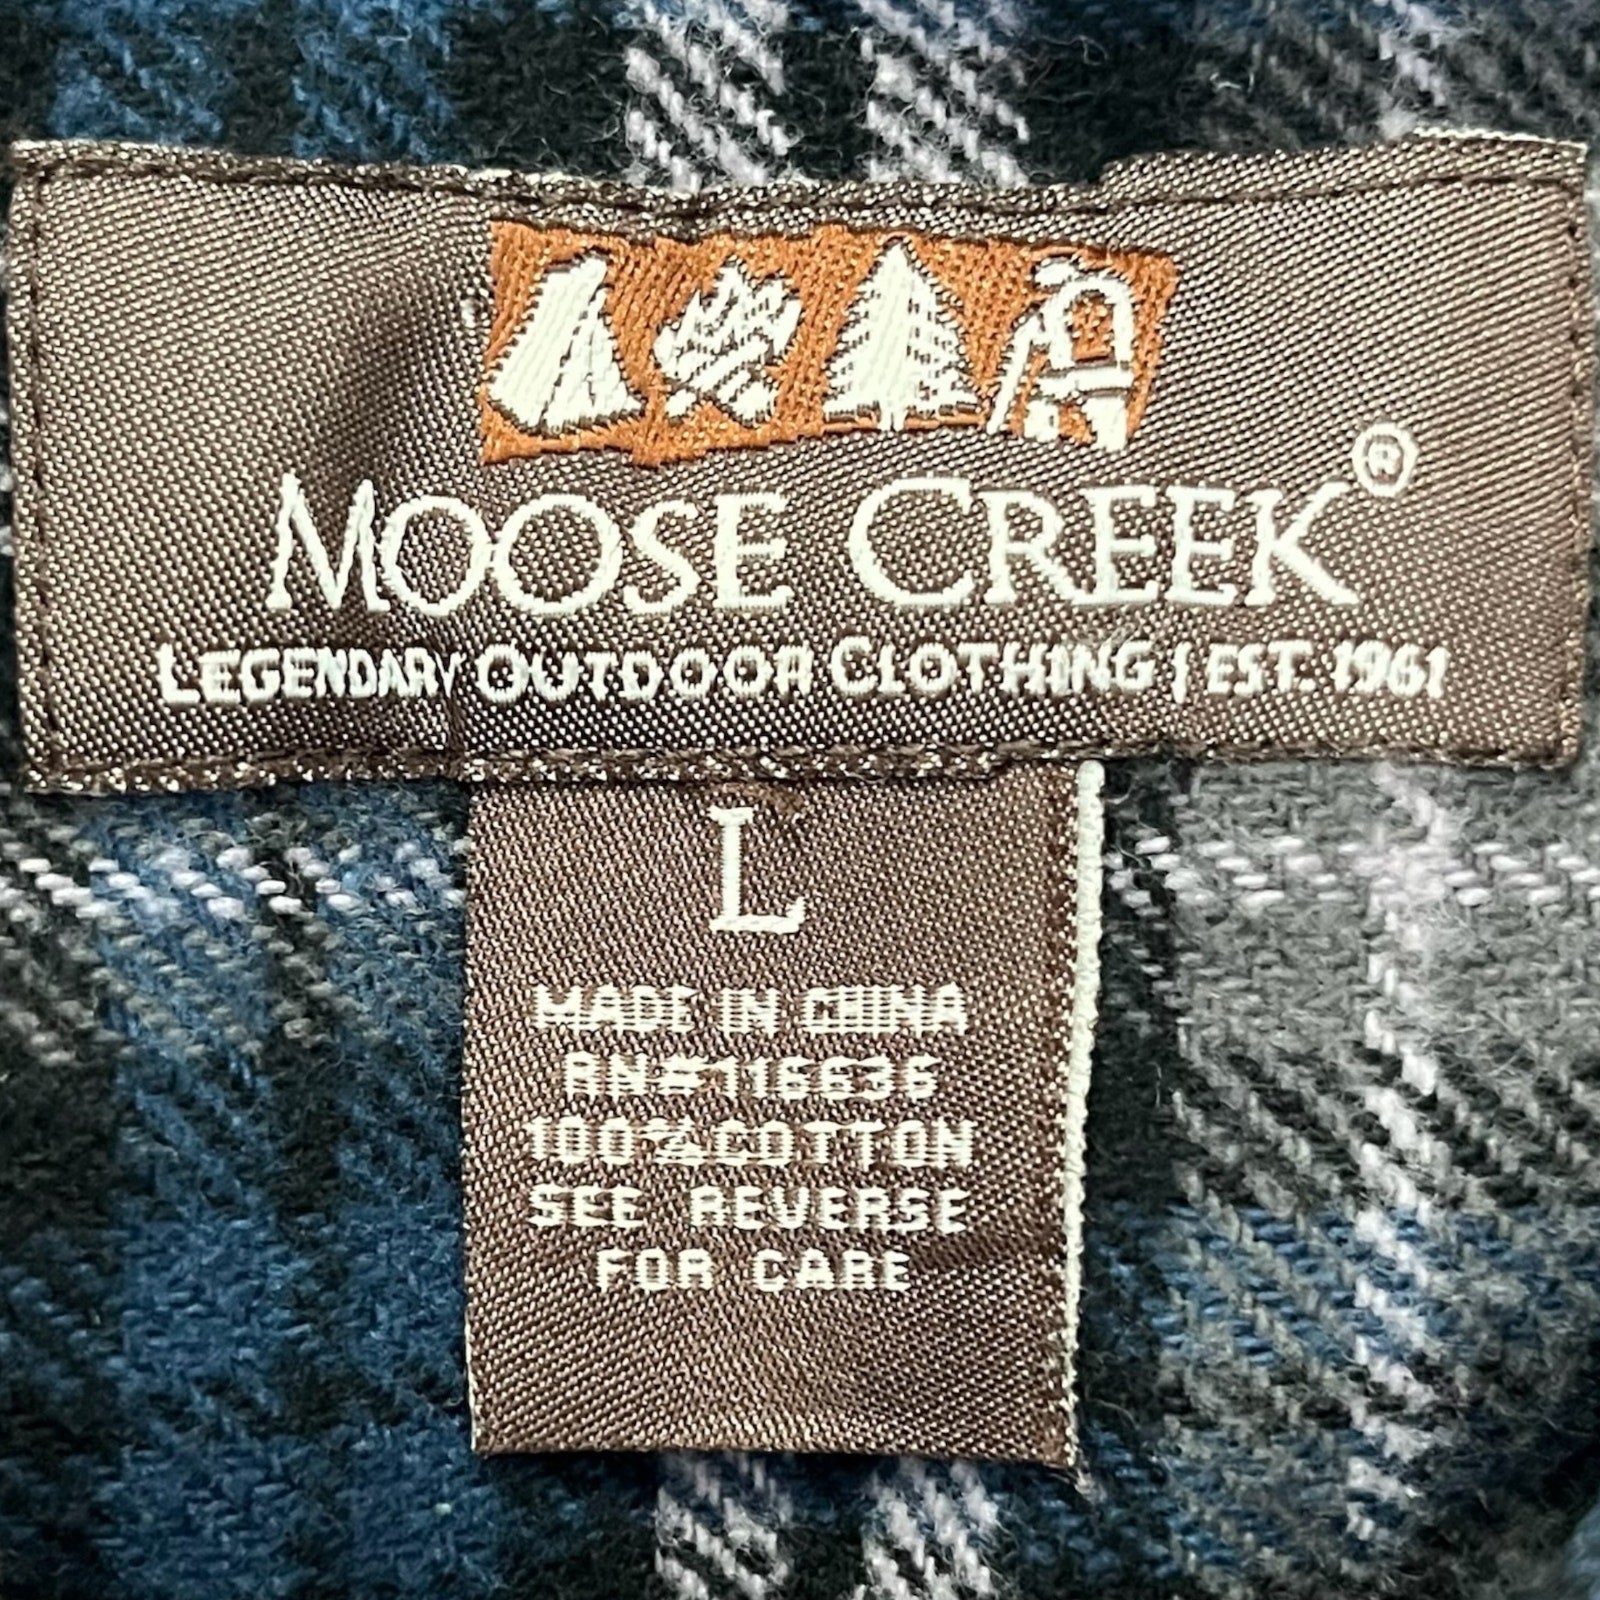 MOOSE CREEK®
LEGENDARY OUTDOOR CLOTHING | EST. 1961
L
MADE IN CHINA
RN#116636
100%COTTON
SEE REVERSE
FOR CARE